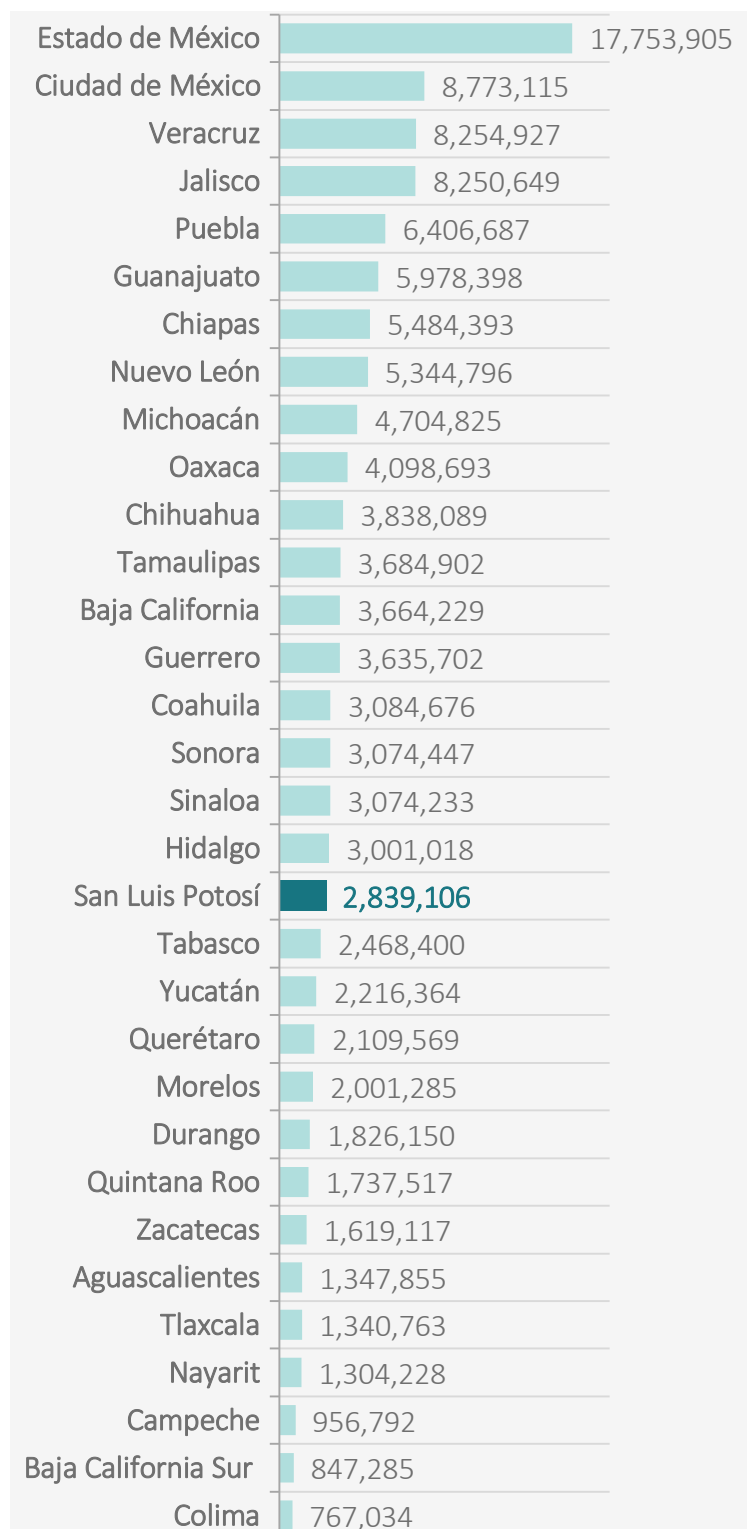 Estado de México 17,753,905
Ciudad de México 8,773,115
Veracruz 8,254,927
Jalisco 8,250,649
Puebla 6,406,687
Guanajuato 5,978,398
Chiapas 5,484,393
Nuevo León 5,344,796
Michoacán 4,704,825
Oaxaca 4,098,693
Chihuahua 3,838,089
Tamaulipas 3,684,902
Baja California 3,664,229
Guerrero 3,635,702
Coahuila 3,084,676
Sonora 3,074,447
Sinaloa 3,074,233
Hidalgo 3,001,018
San Luis Potosí 2,839,106
Tabasco 2,468,400
Yucatán 2,216,364
Querétaro 2,109,569
Morelos 2,001,285
Durango 1,826,150
Quintana Roo 1,737,517
Zacatecas 1,619,117
Aguascalientes 1,347,855
Tlaxcala 1,340,763
Nayarit 1,304,228
Campeche 956,792
Baja California Sur 847,285
Colima 767,034